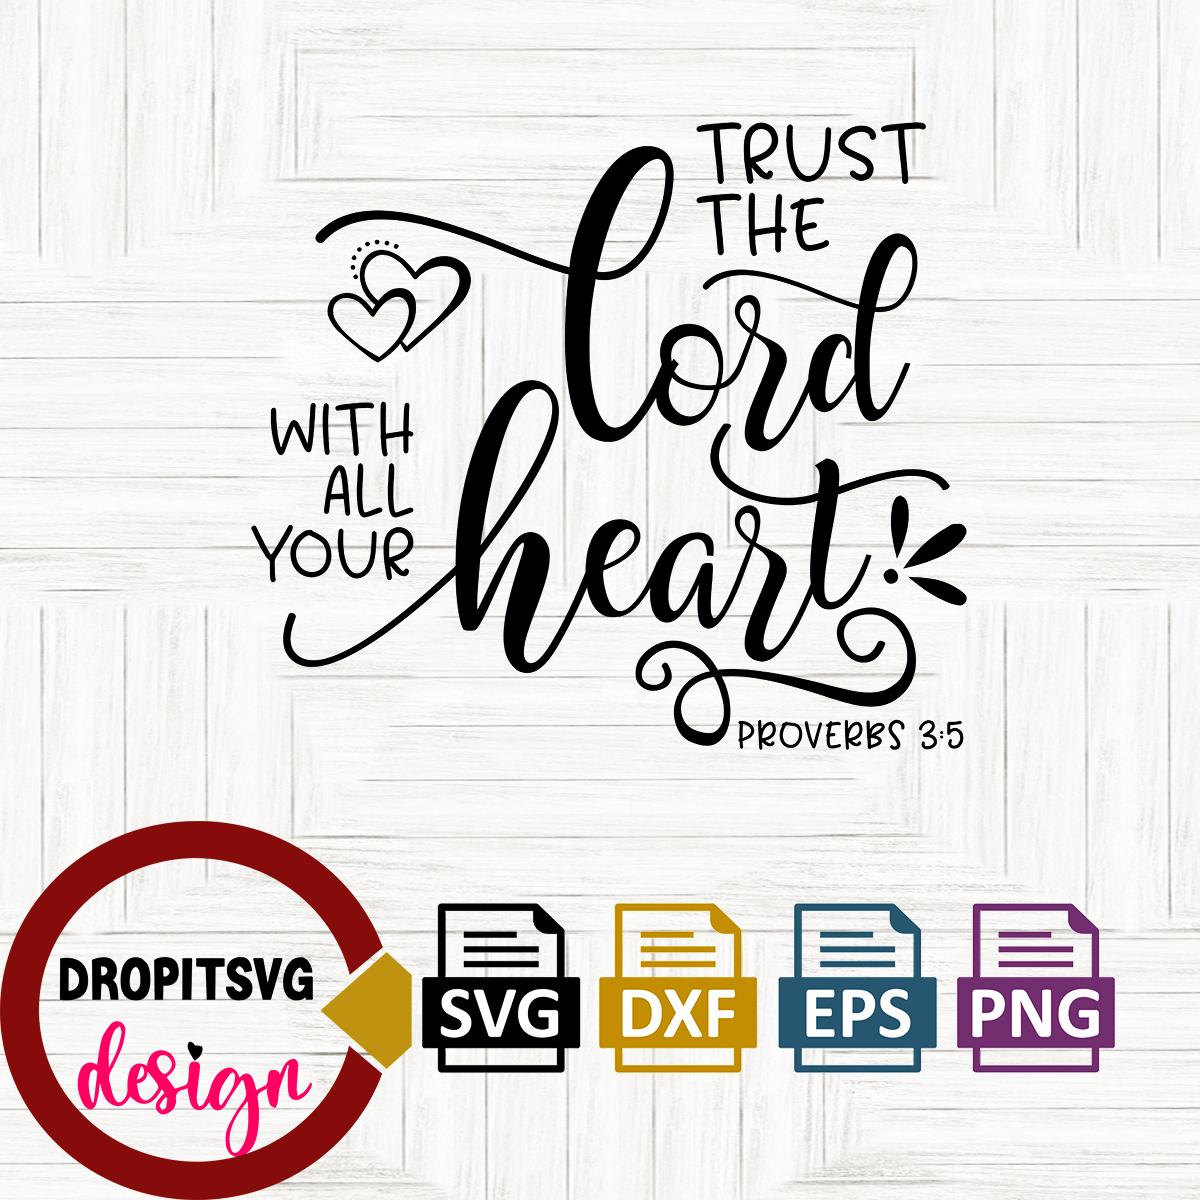 TRUST
THE
lord
WITH
ALL
YOUR
heart
PROVERBS 3:5
DROPITSVG
design
SVG
DXF
EPS
PNG